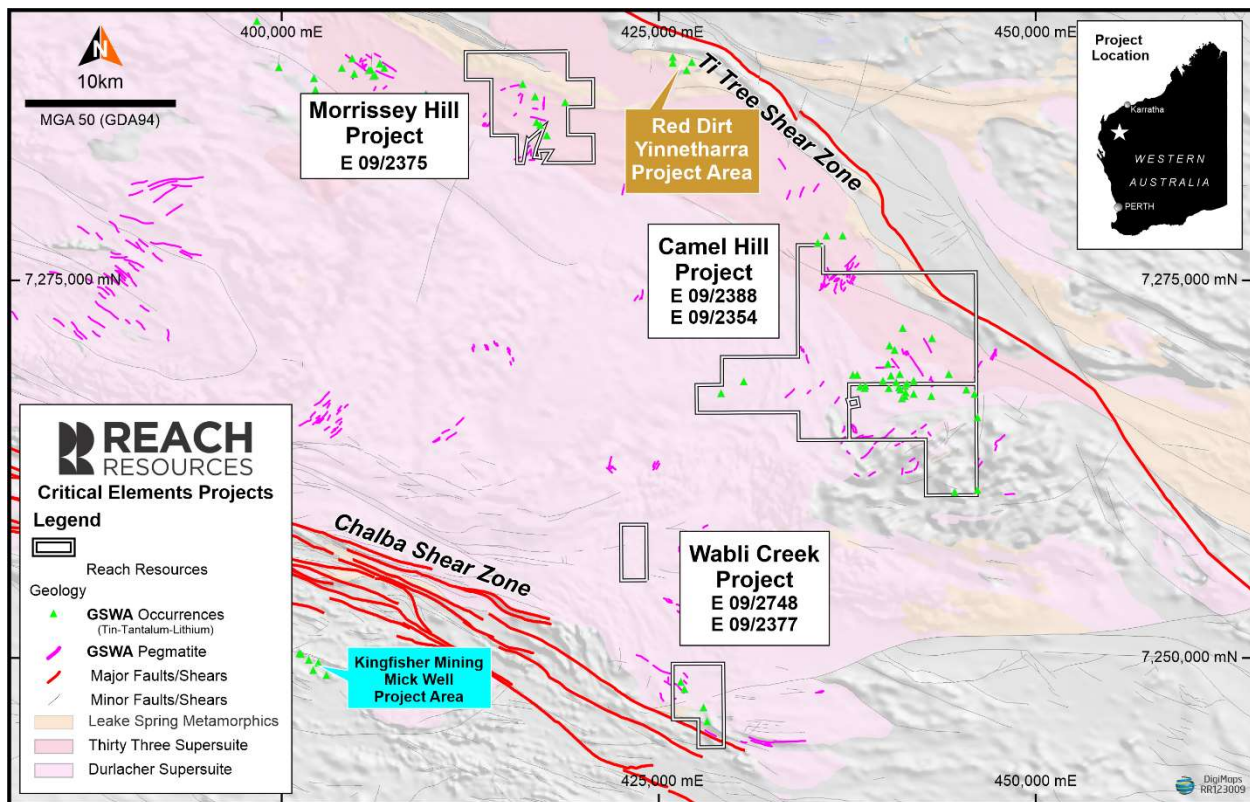 400,000 mE
425,000 mE
450,000 mE
N
10km
MGA 50 (GDA94)
Morrissey Hill
Project
E 09/2375
Red Dirt
Yinnetharra
Project Area
Ti Tree Shear Zone
Project
Location
Karratha
WESTERN
AUSTRALIA
PERTH
7,275,000 mN
7,275,000 mN
Camel Hill
Project
E 09/2388
E 09/2354
REACH
RESOURCES
Critical Elements Projects
Legend
Reach Resources
Geology
GSWA Occurrences
(Tin-Tantalum-Lithium)
GSWA Pegmatite
Major Faults/Shears
Minor Faults/Shears
Leake Spring Metamorphics
Thirty Three Supersuite
Durlacher Supersuite
Chalba Shear Zone
Wabli Creek
Project
E 09/2748
E 09/2377
Kingfisher Mining
Mick Well
Project Area
7,250,000 mN
425,000 mE
450,000 mE
DigiMaps
RR123009